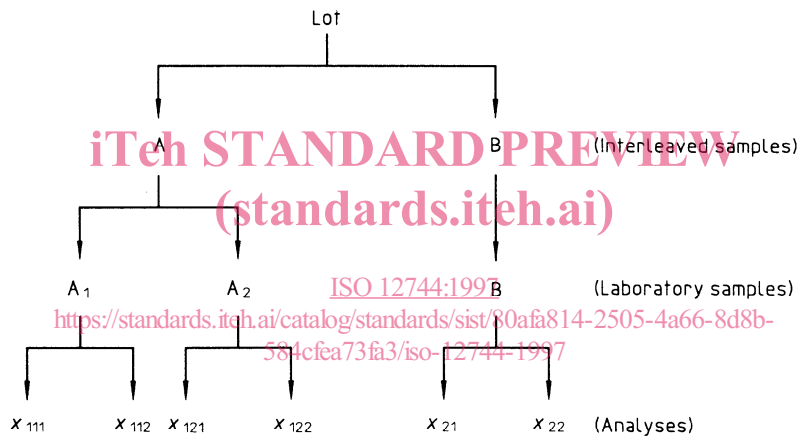 Lot
A B (Interleaved samples)
iTeh STANDARD PREVIEW
(standards.iteh.ai)
A1 A2 B (Laboratory samples)
ISO 12744:1997
https://standards.iteh.ai/catalog/standards/sist/80afa814-2505-4a66-8d8b-
584cfea73fa3/iso-12744-1997
x111 x112 x121 x122 x21 x22 (Analyses)